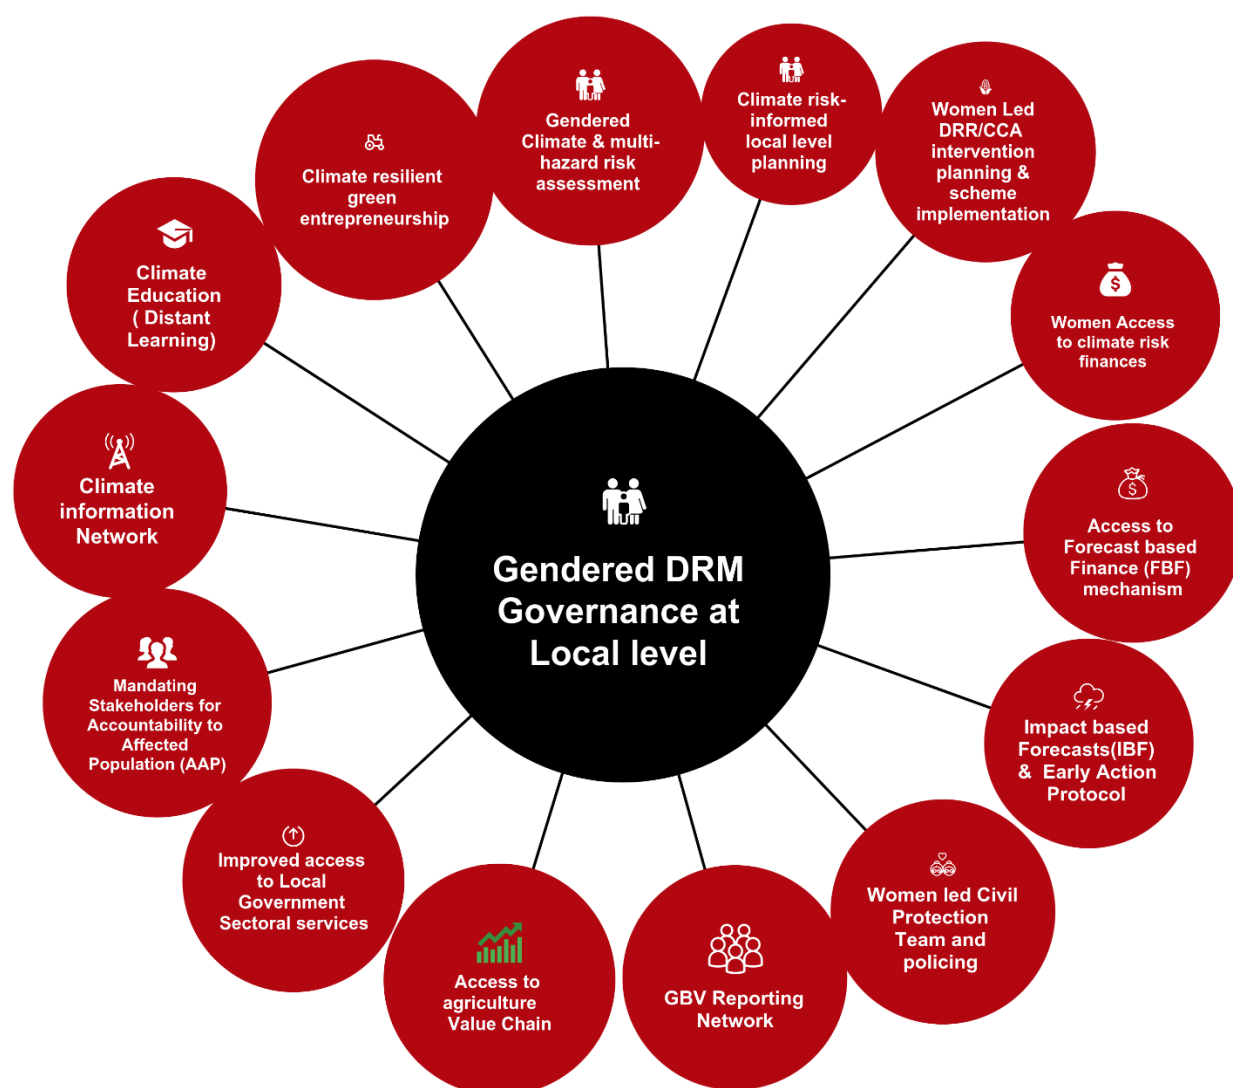 Gendered
Climate & multi-
hazard risk
assessment
Climate risk-
informed
local level
planning
Women Led
DRR/CCA
intervention
planning &
scheme
implementation
Women Access
to climate risk
finances
Access to
Forecast based
Finance (FBF)
mechanism
Impact based
Forecasts(IBF)
& Early Action
Protocol
Women led Civil
Protection
Team and
policing
GBV Reporting
Network
Access to
agriculture
Value Chain
Improved access
to Local
Government
Sectoral services
Mandating
Stakeholders for
Accountability to
Affected
Population (AAP)
Climate
information
Network
Climate
Education
( Distant
Learning)
Climate resilient
green
entrepreneurship
Gendered DRM
Governance at
Local level